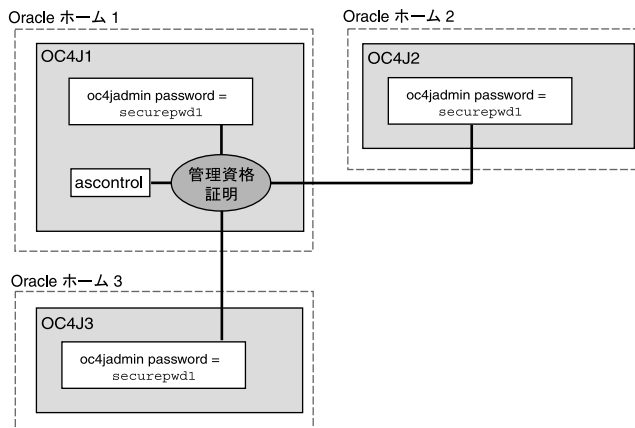 Oracle ホーム 1
OC4J1
oc4jadmin password =
securepwd1
ascontrol
管理資格
証明
Oracle ホーム 2
OC4J2
oc4jadmin password =
securepwd1
Oracle ホーム 3
OC4J3
oc4jadmin password =
securepwd1